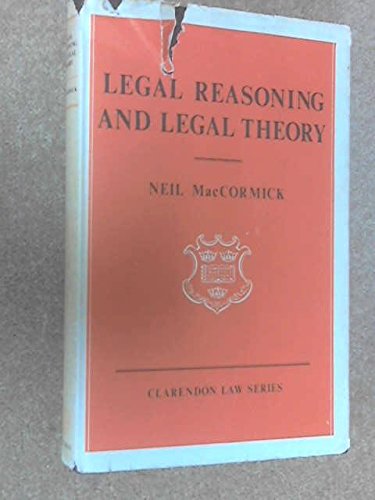 LEGAL REASONING
AND LEGAL THEORY
NEIL MacCORMICK
CLARENDON LAW SERIES